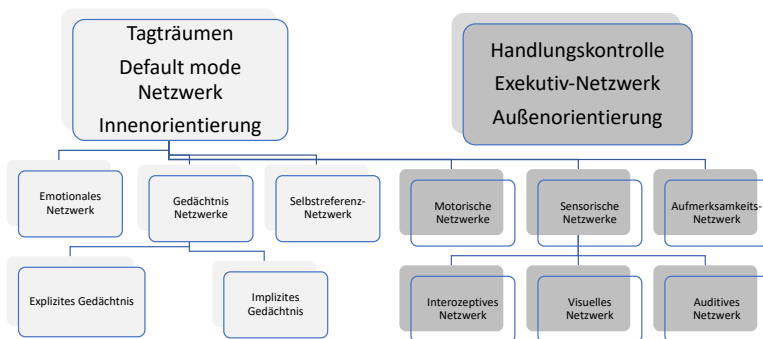 Tagträumen
Default mode
Netzwerk
Innenorientierung
Handlungskontrolle
Exekutiv-Netzwerk
Außenorientierung
Emotionales
Netzwerk
Gedächtnis
Netzwerke
Selbstreferenz-
Netzwerk
Motorische
Netzwerke
Sensorische
Netzwerke
Aufmerksamkeits-
Netzwerk
Explizites Gedächtnis
Implizites
Gedächtnis
Interozeptives
Netzwerk
Visuelles
Netzwerk
Auditives
Netzwerk